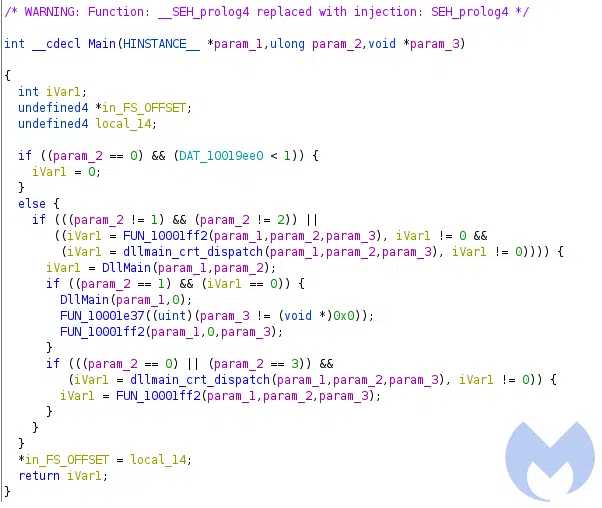 /* WARNING: Function: __SEH_prolog4 replaced with injection: SEH_prolog4 */
int __cdecl Main(HINSTANCE__ *param_1,ulong param_2,void *param_3)
{
int iVar1;
undefined4 *in_FS_OFFSET;
undefined4 local_14;
if ((param_2 == 0) && (DAT_10019ee0 < 1)) {
iVar1 = 0;
}
else {
if (((param_2 != 1) && (param_2 != 2)) ||
((iVar1 = FUN_10001ff2(param_1,param_2,param_3), iVar1 != 0 &&
(iVar1 = dllmain_crt_dispatch(param_1,param_2,param_3), iVar1 != 0)))) {
iVar1 = DllMain(param_1,param_2);
if ((param_2 == 1) && (iVar1 == 0)) {
DllMain(param_1,0);
FUN_10001e37((uint)(param_3 != (void *)0x0));
FUN_10001ff2(param_1,0,param_3);
}
if (((param_2 == 0) || (param_2 == 3)) &&
(iVar1 = dllmain_crt_dispatch(param_1,param_2,param_3), iVar1 != 0)) {
iVar1 = FUN_10001ff2(param_1,param_2,param_3);
}
}
}
*in_FS_OFFSET = local_14;
return iVar1;
}